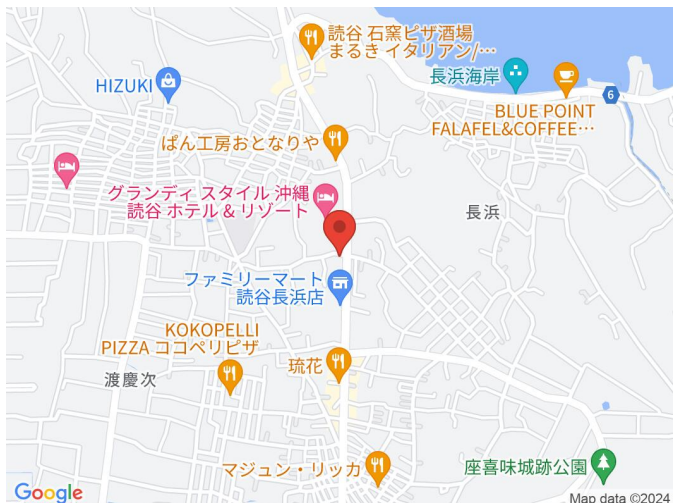 読谷 石窯ピザ酒場
まるき イタリアン/…
長浜海岸
HIZUKI
6
BLUE POINT
FALAFEL&COFFEE…
ぱん工房おとなりや
グランディ スタイル 沖縄
読谷 ホテル & リゾート
長浜
ファミリーマート
読谷長浜店
KOKOPELLI
PIZZA ココペリピザ
琉花
渡慶次
マジュン・リッカ
座喜味城跡公園
Google
Map data ©2024